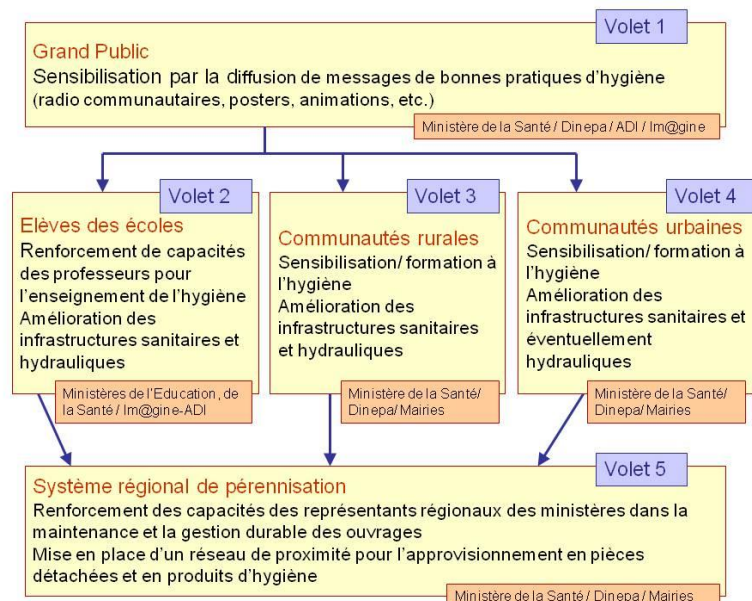 Volet 1
Grand Public
Sensibilisation par la diffusion de messages de bonnes pratiques d'hygiène
(radio communautaires, posters, animations, etc.)
Ministère de la Santé / Dinepa / ADI / Im@gine
Volet 2
Elèves des écoles
Renforcement de capacités
des professeurs pour
l'enseignement de l'hygiène
Amélioration des
infrastructures sanitaires et
hydrauliques
Ministères de l'Education, de
la Santé / Im@gine-ADI
Volet 3
Communautés rurales
Sensibilisation/ formation à
l'hygiène
Amélioration des
infrastructures sanitaires
et hydrauliques
Ministère de la Santé/
Dinepa/ Mairies
Volet 4
Communautés urbaines
Sensibilisation/ formation à
l'hygiène
Amélioration des
infrastructures sanitaires et
éventuellement
hydrauliques
Ministère de la Santé/
Dinepa/ Mairies
Volet 5
Système régional de pérennisation
Renforcement des capacités des représentants régionaux des ministères dans la
maintenance et la gestion durable des ouvrages
Mise en place d'un réseau de proximité pour l'approvisionnement en pièces
détachées et en produits d'hygiène
Ministère de la Santé / Dinepa / Mairies